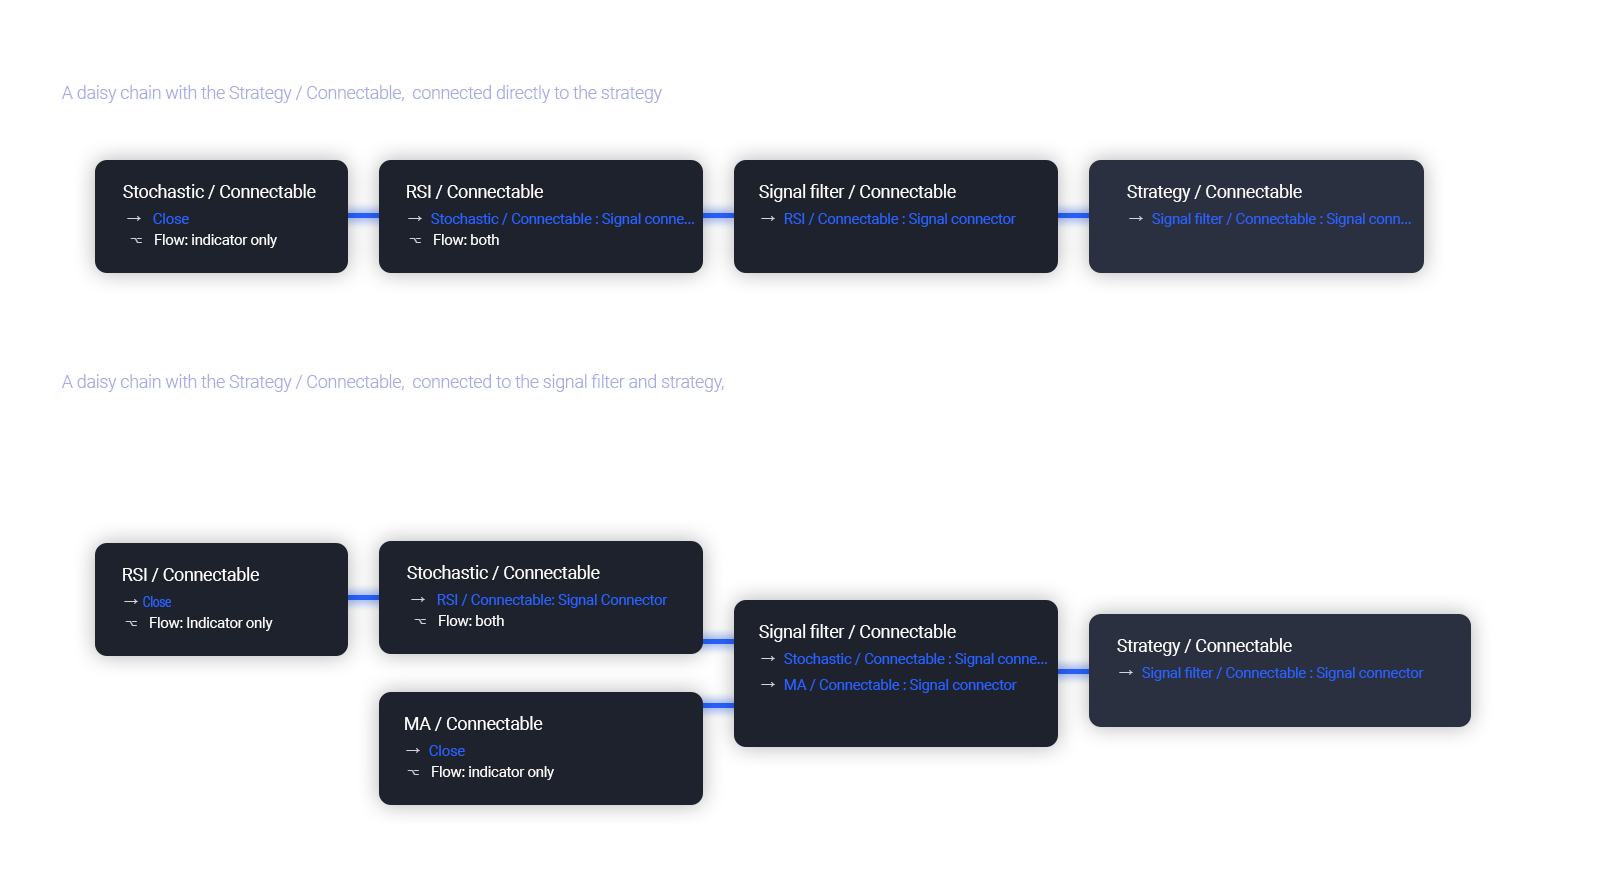 A daisy chain with the Strategy / Connectable, connected directly to the strategy
Stochastic / Connectable
→ Close
⌥ Flow: indicator only
RSI / Connectable
→ Stochastic / Connectable : Signal conne...
⌥ Flow: both
Signal filter / Connectable
→ RSI / Connectable : Signal connector
Strategy / Connectable
→ Signal filter / Connectable : Signal conn...
A daisy chain with the Strategy / Connectable, connected to the signal filter and strategy,
RSI / Connectable
→ Close
⌥ Flow: Indicator only
Stochastic / Connectable
→ RSI / Connectable: Signal Connector
⌥ Flow: both
MA / Connectable
→ Close
⌥ Flow: indicator only
Signal filter / Connectable
→ Stochastic / Connectable : Signal conne...
→ MA / Connectable : Signal connector
Strategy / Connectable
→ Signal filter / Connectable : Signal connector